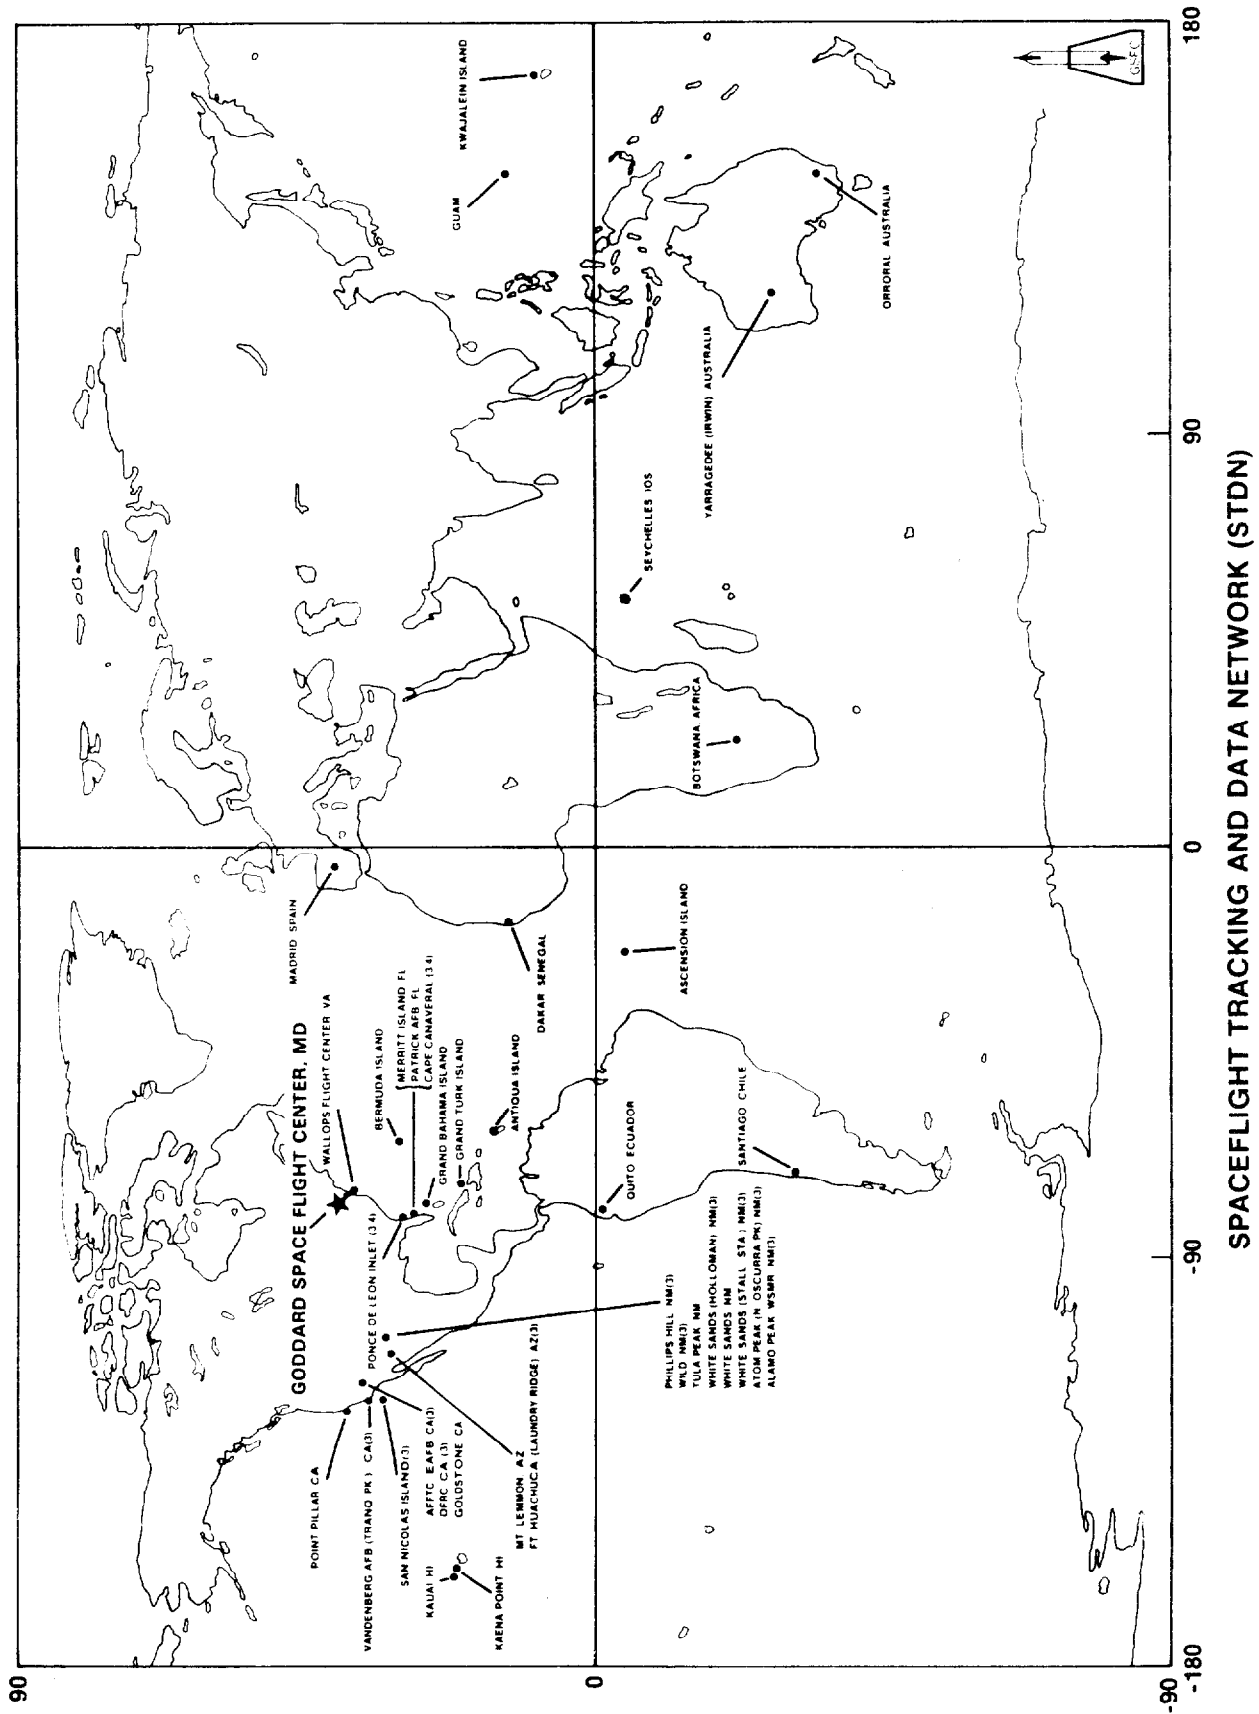 90
0
-90
-180
-90
0
90
180
KWAJALEIN ISLAND
GUAM
ORRORAL AUSTRALIA
YARRAGEDEE (IRWIN) AUSTRALIA
SEYCHELLES IOS
BOTSWANA AFRICA
MADRID SPAIN
DAKAR SENEGAL
ASCENSION ISLAND
GODDARD SPACE FLIGHT CENTER, MD
WALLOPS FLIGHT CENTER VA
BERMUDA ISLAND
MERRITT ISLAND FL
PATRICK AFB FL
CAPE CANAVERAL (3 4)
GRAND BAHAMA ISLAND
GRAND TURK ISLAND
ANTIQUA ISLAND
QUITO ECUADOR
SANTIAGO CHILE
PONCE DE LEON INLET (3 4)
PHILLIPS HILL NM(3)
WILD NM(3)
TULA PEAK NM
WHITE SANDS (HOLLOMAN) NM(3)
WHITE SANDS NM
WHITE SANDS (STALL STA) NM(3)
ATOM PEAK (N OSCURRA PK) NM(3)
ALAMO PEAK WSMR NM(3)
POINT PILLAR CA
VANDENBERG AFB (TRANQ PK) CA(3)
SAN NICOLAS ISLAND(3)
AFFTC EAFB CA(3)
DFRC CA (3)
GOLDSTONE CA
MT LEMMON AZ
FT HUACHUCA (LAUNDRY RIDGE) AZ(3)
KAUAI HI
KAENA POINT HI
GSFC
SPACEFLIGHT TRACKING AND DATA NETWORK (STDN)